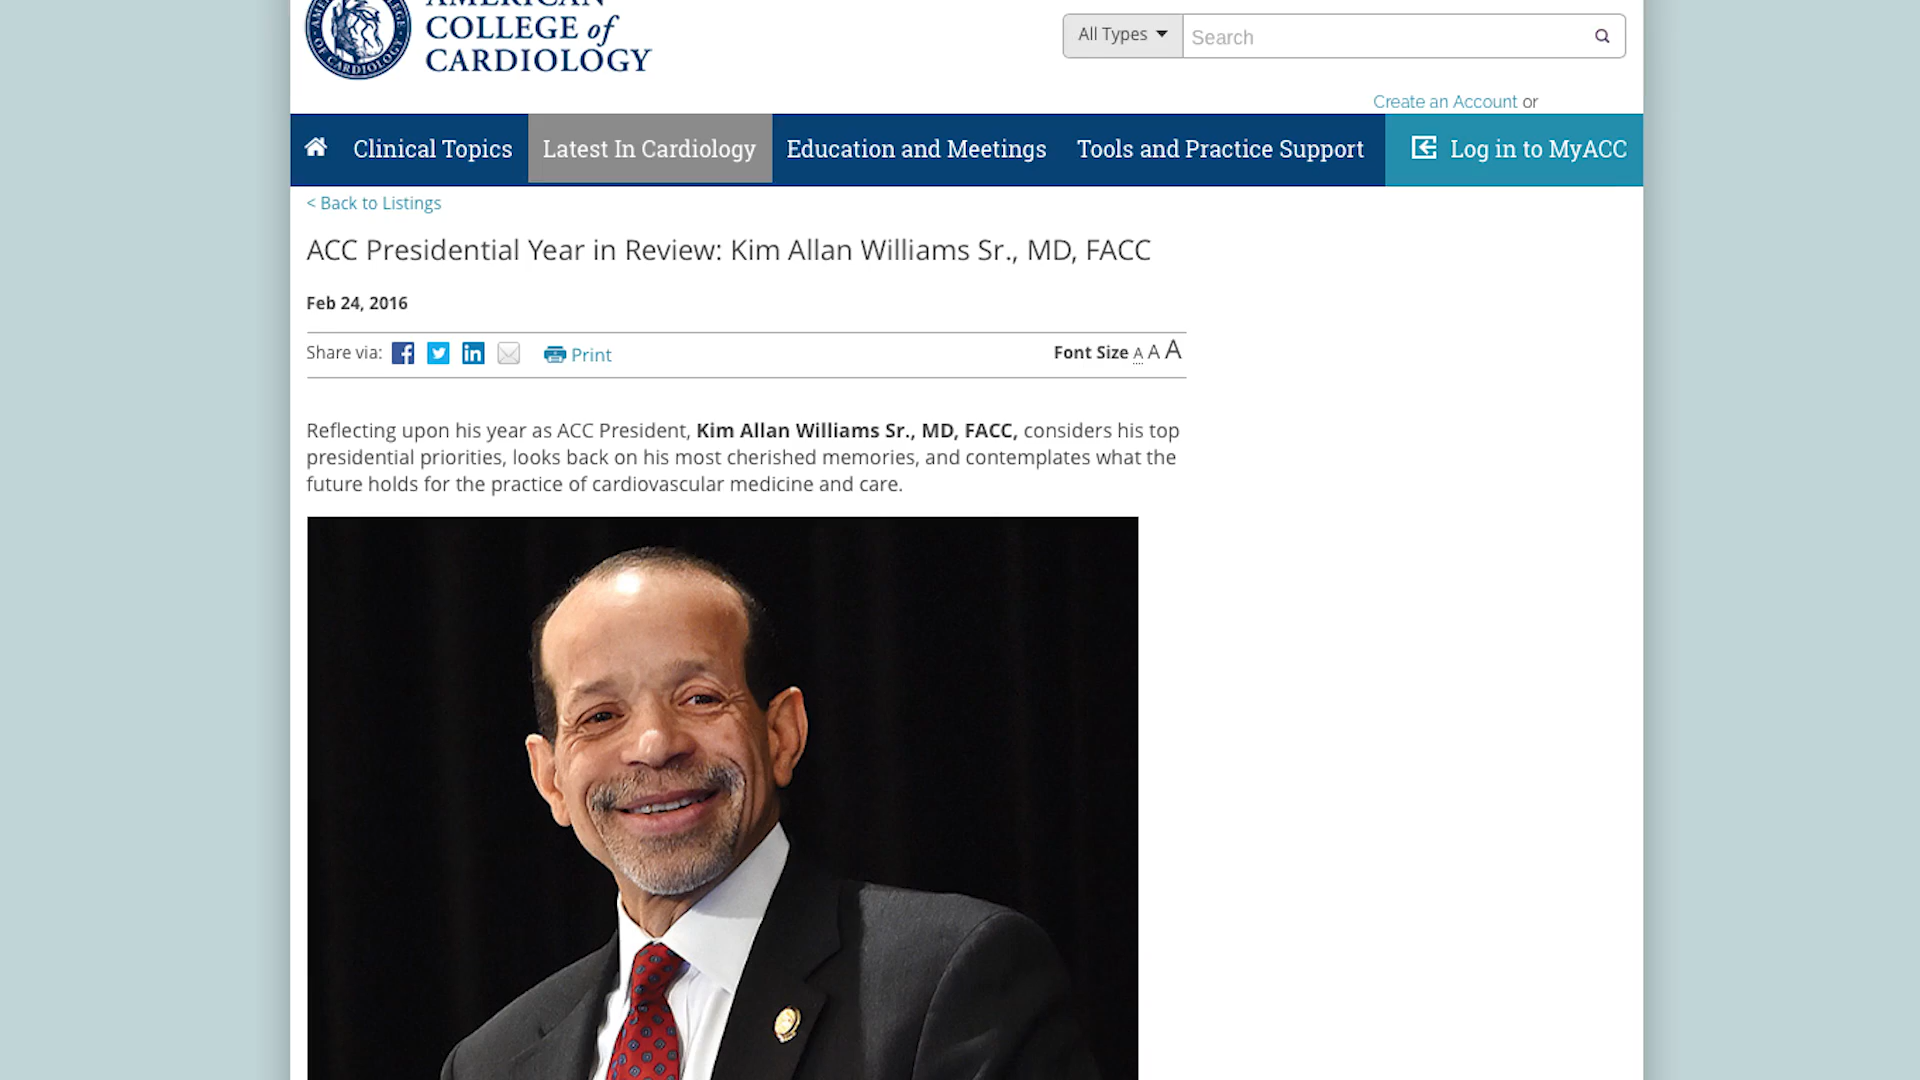 AMERICAN
COLLEGE of
CARDIOLOGY
All Types
Search
Create an Account or
Clinical Topics
Latest In Cardiology
Education and Meetings
Tools and Practice Support
Log in to MyACC
< Back to Listings
ACC Presidential Year in Review: Kim Allan Williams Sr., MD, FACC
Feb 24, 2016
Share via:
Print
Font Size A A A
Reflecting upon his year as ACC President, Kim Allan Williams Sr., MD, FACC, considers his top
presidential priorities, looks back on his most cherished memories, and contemplates what the
future holds for the practice of cardiovascular medicine and care.